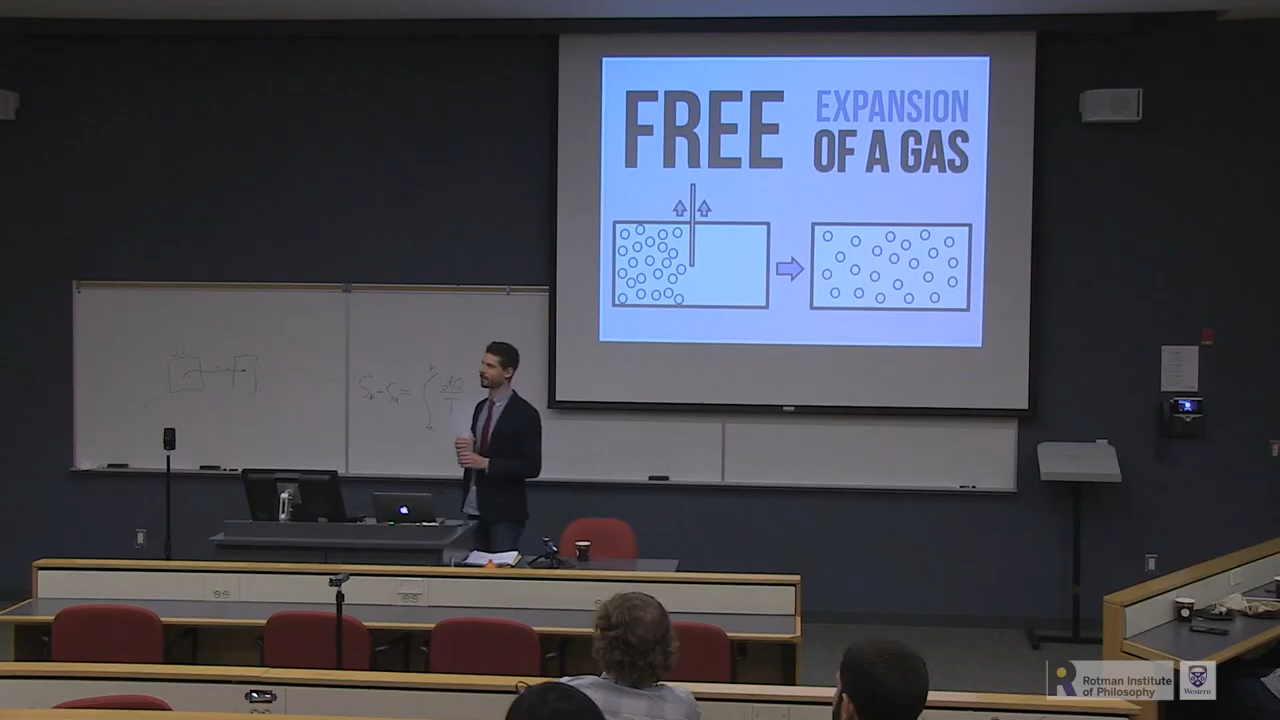 FREE
EXPANSION
OF A GAS
Rotman Institute
of Philosophy
Western